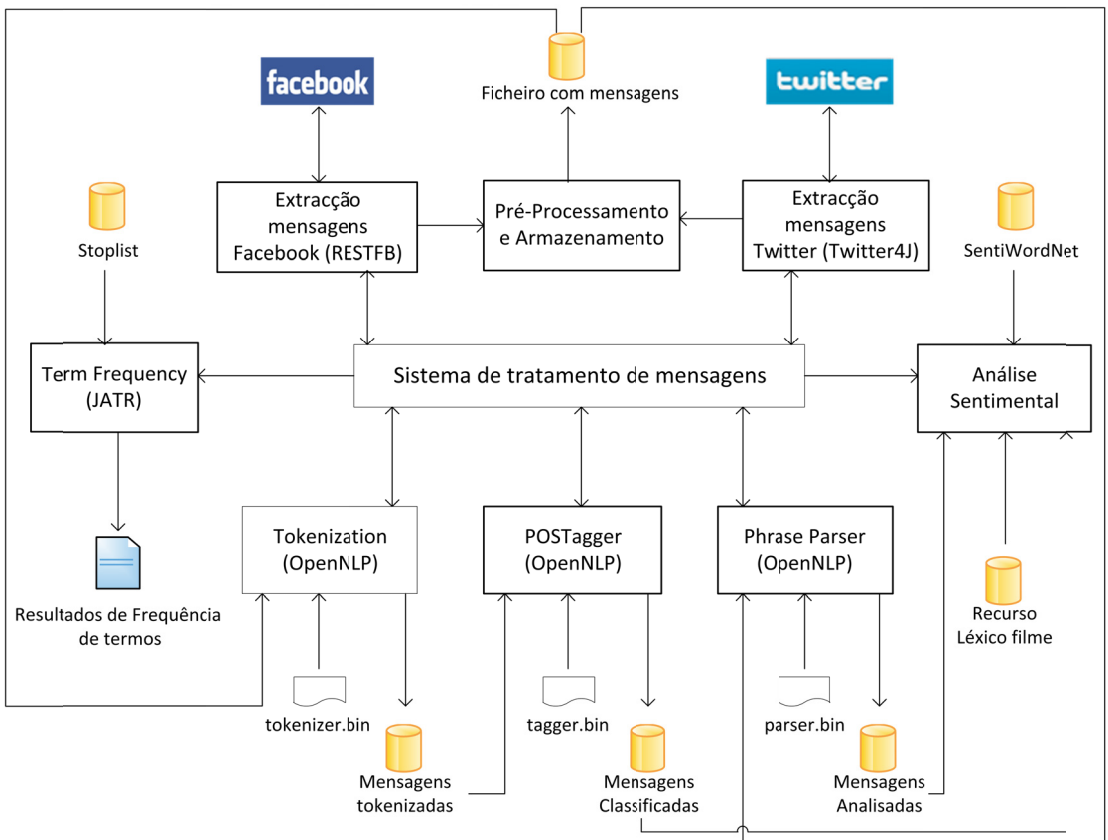 facebook
Ficheiro com mensagens
twitter
Extracção
mensagens
Facebook (RESTFB)
Pré-Processamento
e Armazenamento
Extracção
mensagens
Twitter (Twitter4J)
Stoplist
SentiWordNet
Term Frequency
(JATR)
Sistema de tratamento de mensagens
Análise
Sentimental
Tokenization
(OpenNLP)
POSTagger
(OpenNLP)
Phrase Parser
(OpenNLP)
Resultados de Frequência
de termos
Recurso
Léxico filme
tokenizer.bin
tagger.bin
parser.bin
Mensagens
tokenizadas
Mensagens
Classificadas
Mensagens
Analisadas